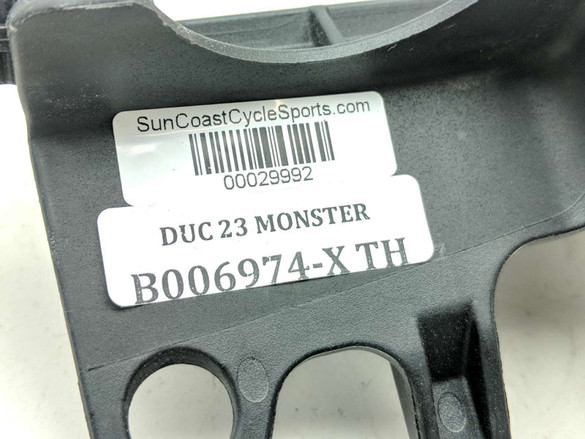 SunCoastCycleSports.com
00029992
DUC 23 MONSTER
B006974-X TH